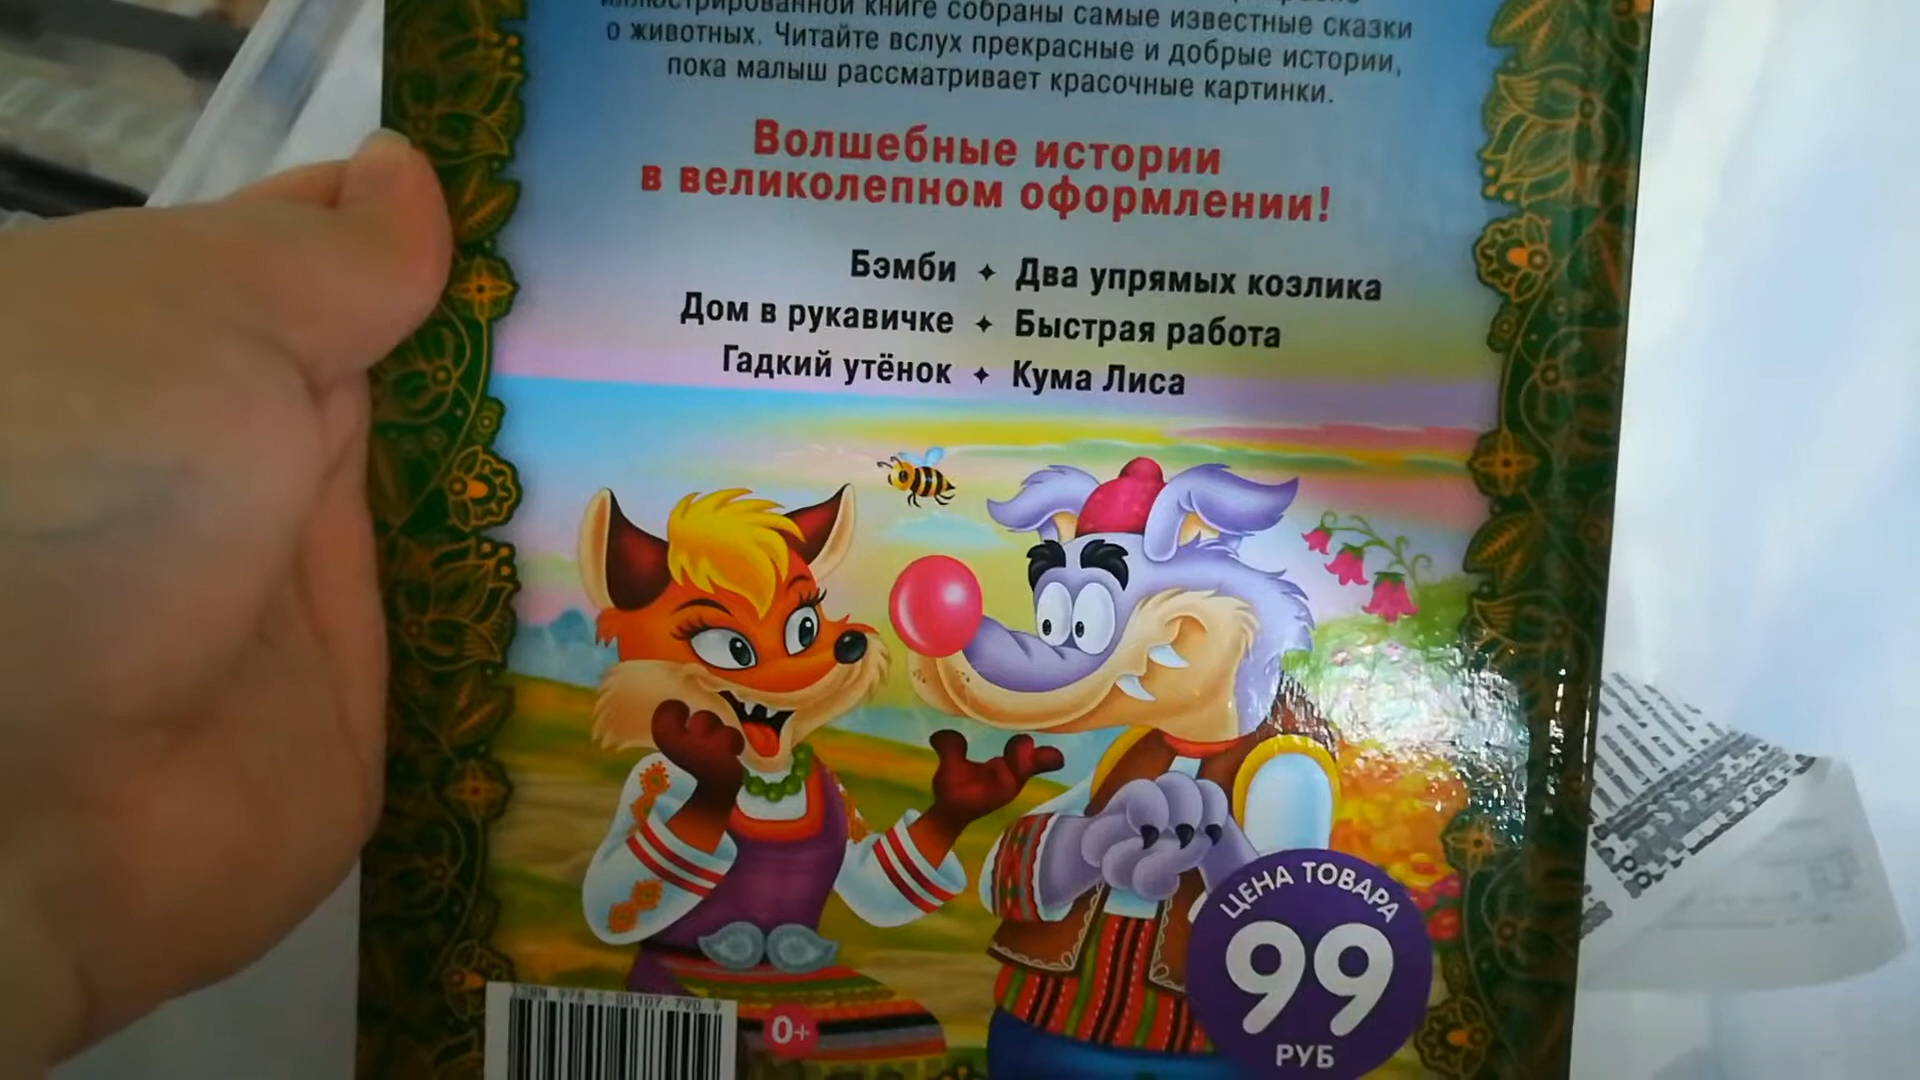 иллюстрированной книге собраны самые известные сказки
о животных. Читайте вслух прекрасные и добрые истории,
пока малыш рассматривает красочные картинки.
Волшебные истории
в великолепном оформлении!
Бэмби ✦ Два упрямых козлика
Дом в рукавичке ✦ Быстрая работа
Гадкий утёнок ✦ Кума Лиса
ЦЕНА ТОВАРА
99
РУБ
ISBN 978
0+